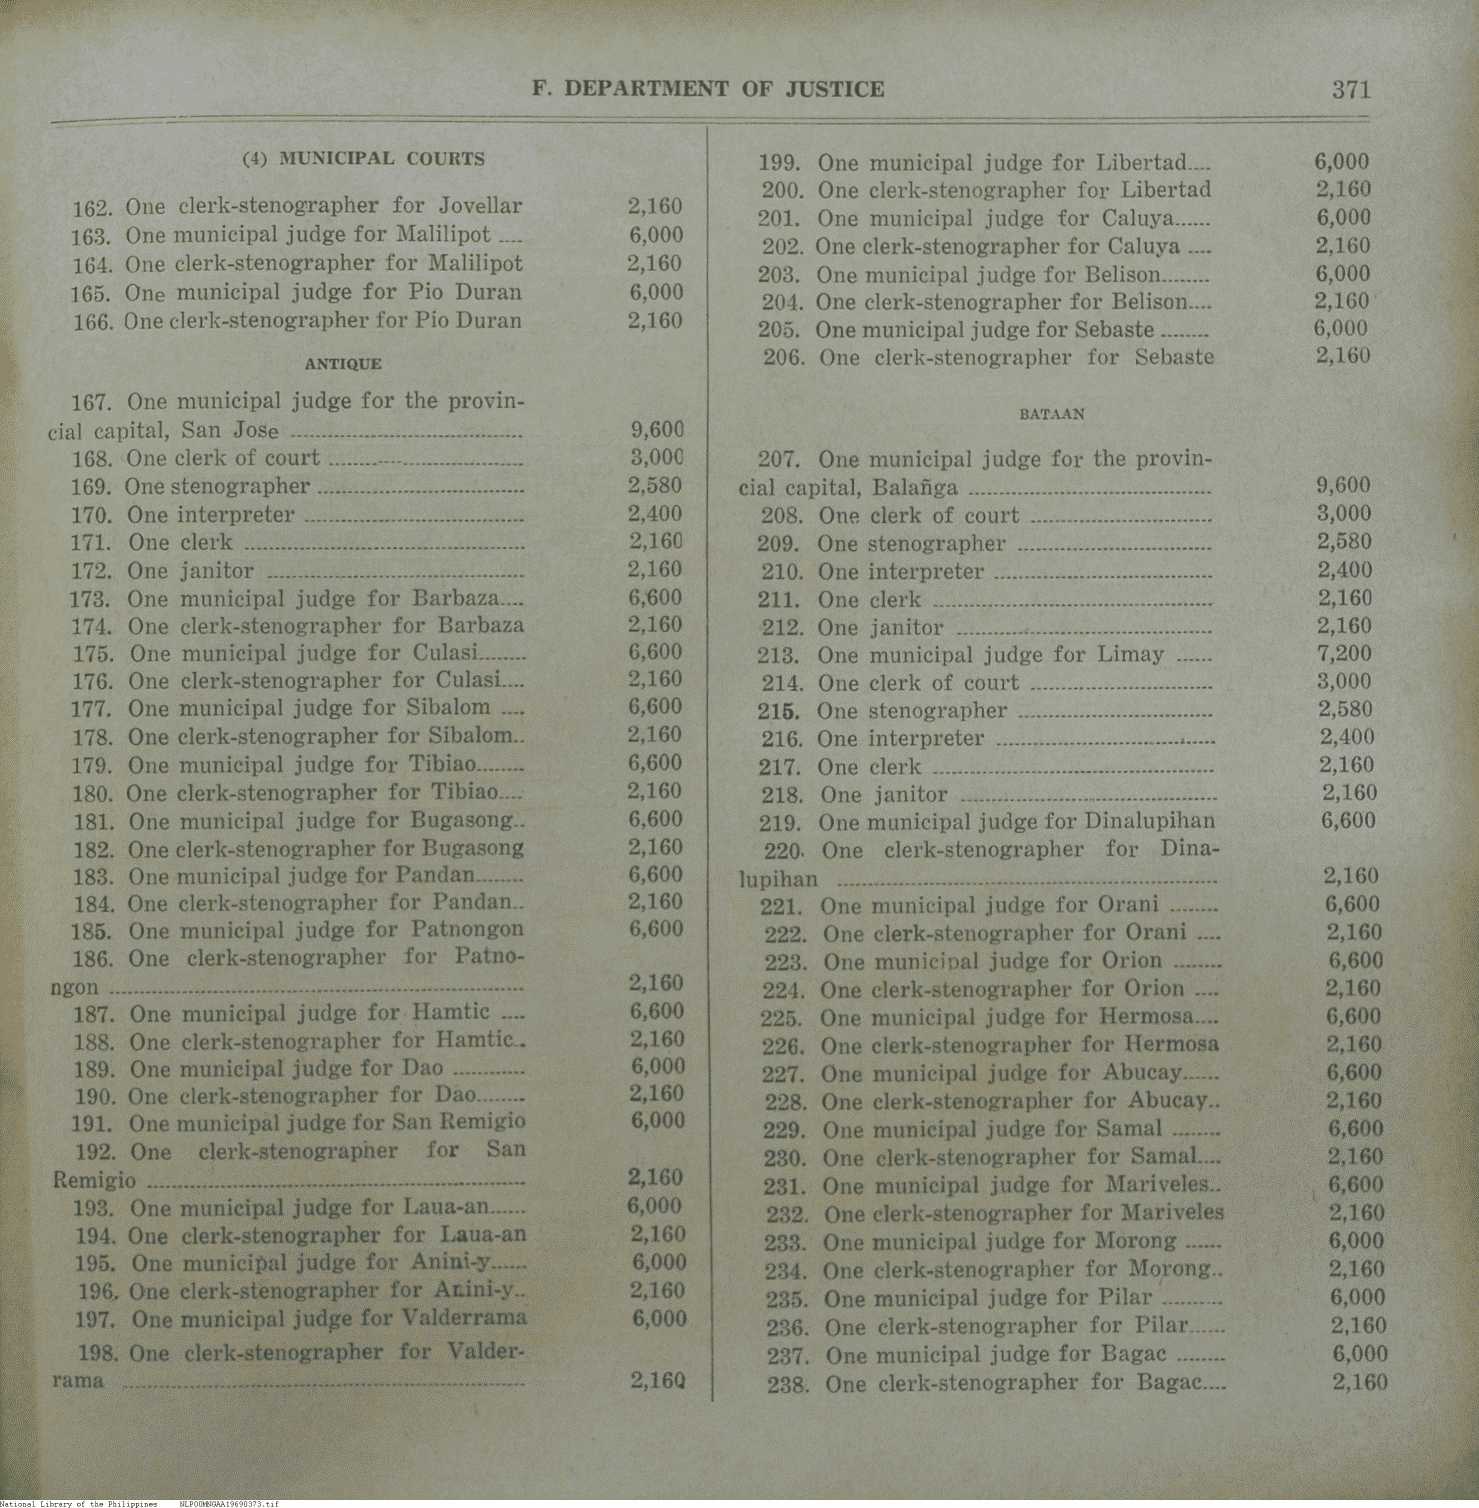 F. DEPARTMENT OF JUSTICE 371
(4) MUNICIPAL COURTS
162. One clerk-stenographer for Jovellar 2,160
163. One municipal judge for Malilipot .... 6,000
164. One clerk-stenographer for Malilipot 2,160
165. One municipal judge for Pio Duran 6,000
166. One clerk-stenographer for Pio Duran 2,160
ANTIQUE
167. One municipal judge for the provin-
cial capital, San Jose ........ 9,600
168. One clerk of court ........ 3,000
169. One stenographer ........ 2,580
170. One interpreter ........ 2,400
171. One clerk ........ 2,160
172. One janitor ........ 2,160
173. One municipal judge for Barbaza.... 6,600
174. One clerk-stenographer for Barbaza 2,160
175. One municipal judge for Culasi........ 6,600
176. One clerk-stenographer for Culasi.... 2,160
177. One municipal judge for Sibalom .... 6,600
178. One clerk-stenographer for Sibalom.. 2,160
179. One municipal judge for Tibiao........ 6,600
180. One clerk-stenographer for Tibiao.... 2,160
181. One municipal judge for Bugasong.. 6,600
182. One clerk-stenographer for Bugasong 2,160
183. One municipal judge for Pandan........ 6,600
184. One clerk-stenographer for Pandan.. 2,160
185. One municipal judge for Patnongon 6,600
186. One clerk-stenographer for Patno-
ngon ........ 2,160
187. One municipal judge for Hamtic .... 6,600
188. One clerk-stenographer for Hamtic.. 2,160
189. One municipal judge for Dao ............ 6,000
190. One clerk-stenographer for Dao........ 2,160
191. One municipal judge for San Remigio 6,000
192. One clerk-stenographer for San
Remigio ........ 2,160
193. One municipal judge for Laua-an...... 6,000
194. One clerk-stenographer for Laua-an 2,160
195. One municipal judge for Anini-y...... 6,000
196. One clerk-stenographer for Anini-y.. 2,160
197. One municipal judge for Valderrama 6,000
198. One clerk-stenographer for Valder-
rama ........ 2,160
199. One municipal judge for Libertad.... 6,000
200. One clerk-stenographer for Libertad 2,160
201. One municipal judge for Caluya...... 6,000
202. One clerk-stenographer for Caluya .... 2,160
203. One municipal judge for Belison........ 6,000
204. One clerk-stenographer for Belison.... 2,160
205. One municipal judge for Sebaste ........ 6,000
206. One clerk-stenographer for Sebaste 2,160
BATAAN
207. One municipal judge for the provin-
cial capital, Balañga ........ 9,600
208. One clerk of court ........ 3,000
209. One stenographer ........ 2,580
210. One interpreter ........ 2,400
211. One clerk ........ 2,160
212. One janitor ........ 2,160
213. One municipal judge for Limay ...... 7,200
214. One clerk of court ........ 3,000
215. One stenographer ........ 2,580
216. One interpreter ........ 2,400
217. One clerk ........ 2,160
218. One janitor ........ 2,160
219. One municipal judge for Dinalupihan 6,600
220. One clerk-stenographer for Dina-
lupihan ........ 2,160
221. One municipal judge for Orani ........ 6,600
222. One clerk-stenographer for Orani .... 2,160
223. One municipal judge for Orion ........ 6,600
224. One clerk-stenographer for Orion .... 2,160
225. One municipal judge for Hermosa.... 6,600
226. One clerk-stenographer for Hermosa 2,160
227. One municipal judge for Abucay...... 6,600
228. One clerk-stenographer for Abucay.. 2,160
229. One municipal judge for Samal ........ 6,600
230. One clerk-stenographer for Samal.... 2,160
231. One municipal judge for Mariveles.. 6,600
232. One clerk-stenographer for Mariveles 2,160
233. One municipal judge for Morong ...... 6,000
234. One clerk-stenographer for Morong.. 2,160
235. One municipal judge for Pilar .......... 6,000
236. One clerk-stenographer for Pilar...... 2,160
237. One municipal judge for Bagac ........ 6,000
238. One clerk-stenographer for Bagac.... 2,160
National Library of the Philippines NLPOOMNGAA19690373.tif